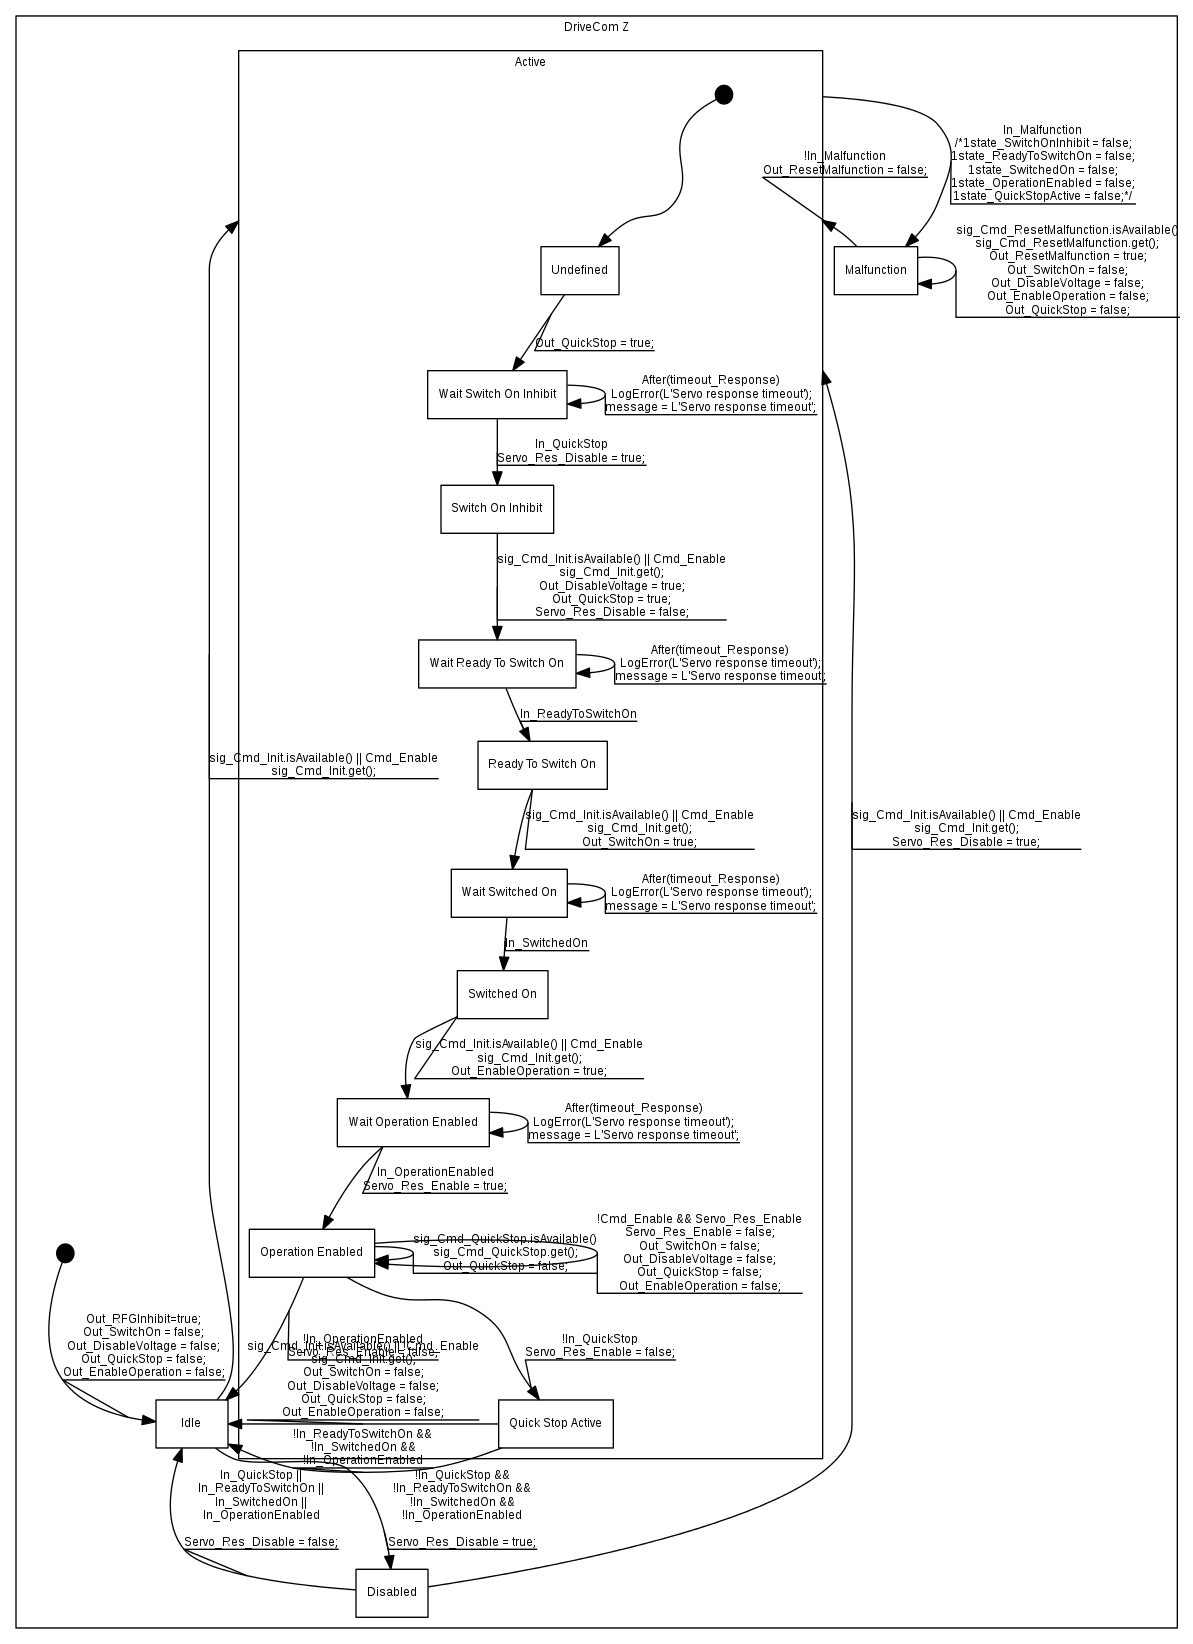 DriveCom Z
Active
In_Malfunction
/*1state_SwitchOnInhibit = false;
1state_ReadyToSwitchOn = false;
1state_SwitchedOn = false;
1state_OperationEnabled = false;
1state_QuickStopActive = false;*/
!In_Malfunction
Out_ResetMalfunction = false;
sig_Cmd_ResetMalfunction.isAvailable()
sig_Cmd_ResetMalfunction.get();
Out_ResetMalfunction = true;
Out_SwitchOn = false;
Out_DisableVoltage = false;
Out_EnableOperation = false;
Out_QuickStop = false;
Undefined
Malfunction
Out_QuickStop = true;
Wait Switch On Inhibit
After(timeout_Response)
LogError(L'Servo response timeout');
message = L'Servo response timeout';
In_QuickStop
Servo_Res_Disable = true;
Switch On Inhibit
sig_Cmd_Init.isAvailable() || Cmd_Enable
sig_Cmd_Init.get();
Out_DisableVoltage = true;
Out_QuickStop = true;
Servo_Res_Disable = false;
Wait Ready To Switch On
After(timeout_Response)
LogError(L'Servo response timeout');
message = L'Servo response timeout;
In_ReadyToSwitchOn
Ready To Switch On
sig_Cmd_Init.isAvailable() || Cmd_Enable
sig_Cmd_Init.get();
sig_Cmd_Init.isAvailable() || Cmd_Enable
sig_Cmd_Init.get();
Out_SwitchOn = true;
sig_Cmd_Init.isAvailable() || Cmd_Enable
sig_Cmd_Init.get();
Servo_Res_Disable = true;
Wait Switched On
After(timeout_Response)
LogError(L'Servo response timeout');
message = L'Servo response timeout';
In_SwitchedOn
Switched On
sig_Cmd_Init.isAvailable() || Cmd_Enable
sig_Cmd_Init.get();
Out_EnableOperation = true;
Wait Operation Enabled
After(timeout_Response)
LogError(L'Servo response timeout');
message = L'Servo response timeout';
In_OperationEnabled
Servo_Res_Enable = true;
Operation Enabled
sig_Cmd_QuickStop.isAvailable()
sig_Cmd_QuickStop.get();
Out_QuickStop = false;
!Cmd_Enable && Servo_Res_Enable
Servo_Res_Enable = false;
Out_SwitchOn = false;
Out_DisableVoltage = false;
Out_QuickStop = false;
Out_EnableOperation = false;
Out_RFGInhibit=true;
Out_SwitchOn = false;
Out_DisableVoltage = false;
Out_QuickStop = false;
Out_EnableOperation = false;
!In_OperationEnabled
Servo_Res_Enable = false;
sig_Cmd_Init.isAvailable() || !Cmd_Enable
sig_Cmd_Init.get();
Out_SwitchOn = false;
Out_DisableVoltage = false;
Out_QuickStop = false;
Out_EnableOperation = false;
!In_QuickStop
Servo_Res_Enable = false;
Idle
Quick Stop Active
!In_ReadyToSwitchOn &&
!In_SwitchedOn &&
!In_OperationEnabled
In_QuickStop ||
In_ReadyToSwitchOn ||
In_SwitchedOn ||
In_OperationEnabled
Servo_Res_Disable = false;
!In_QuickStop &&
!In_ReadyToSwitchOn &&
!In_SwitchedOn &&
!In_OperationEnabled
Servo_Res_Disable = true;
Disabled